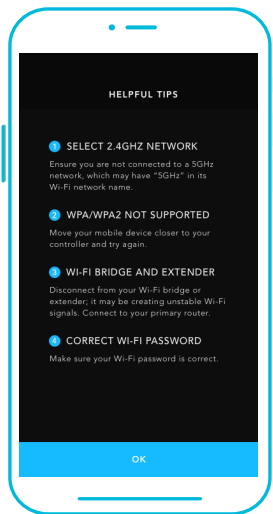 HELPFUL TIPS
1 SELECT 2.4GHZ NETWORK
Ensure you are not connected to a 5GHz
network, which may have "5GHz" in its
Wi-Fi network name.
2 WPA/WPA2 NOT SUPPORTED
Move your mobile device closer to your
controller and try again.
3 WI-FI BRIDGE AND EXTENDER
Disconnect from your Wi-Fi bridge or
extender; it may be creating unstable Wi-Fi
signals. Connect to your primary router.
4 CORRECT WI-FI PASSWORD
Make sure your Wi-Fi password is correct.
OK